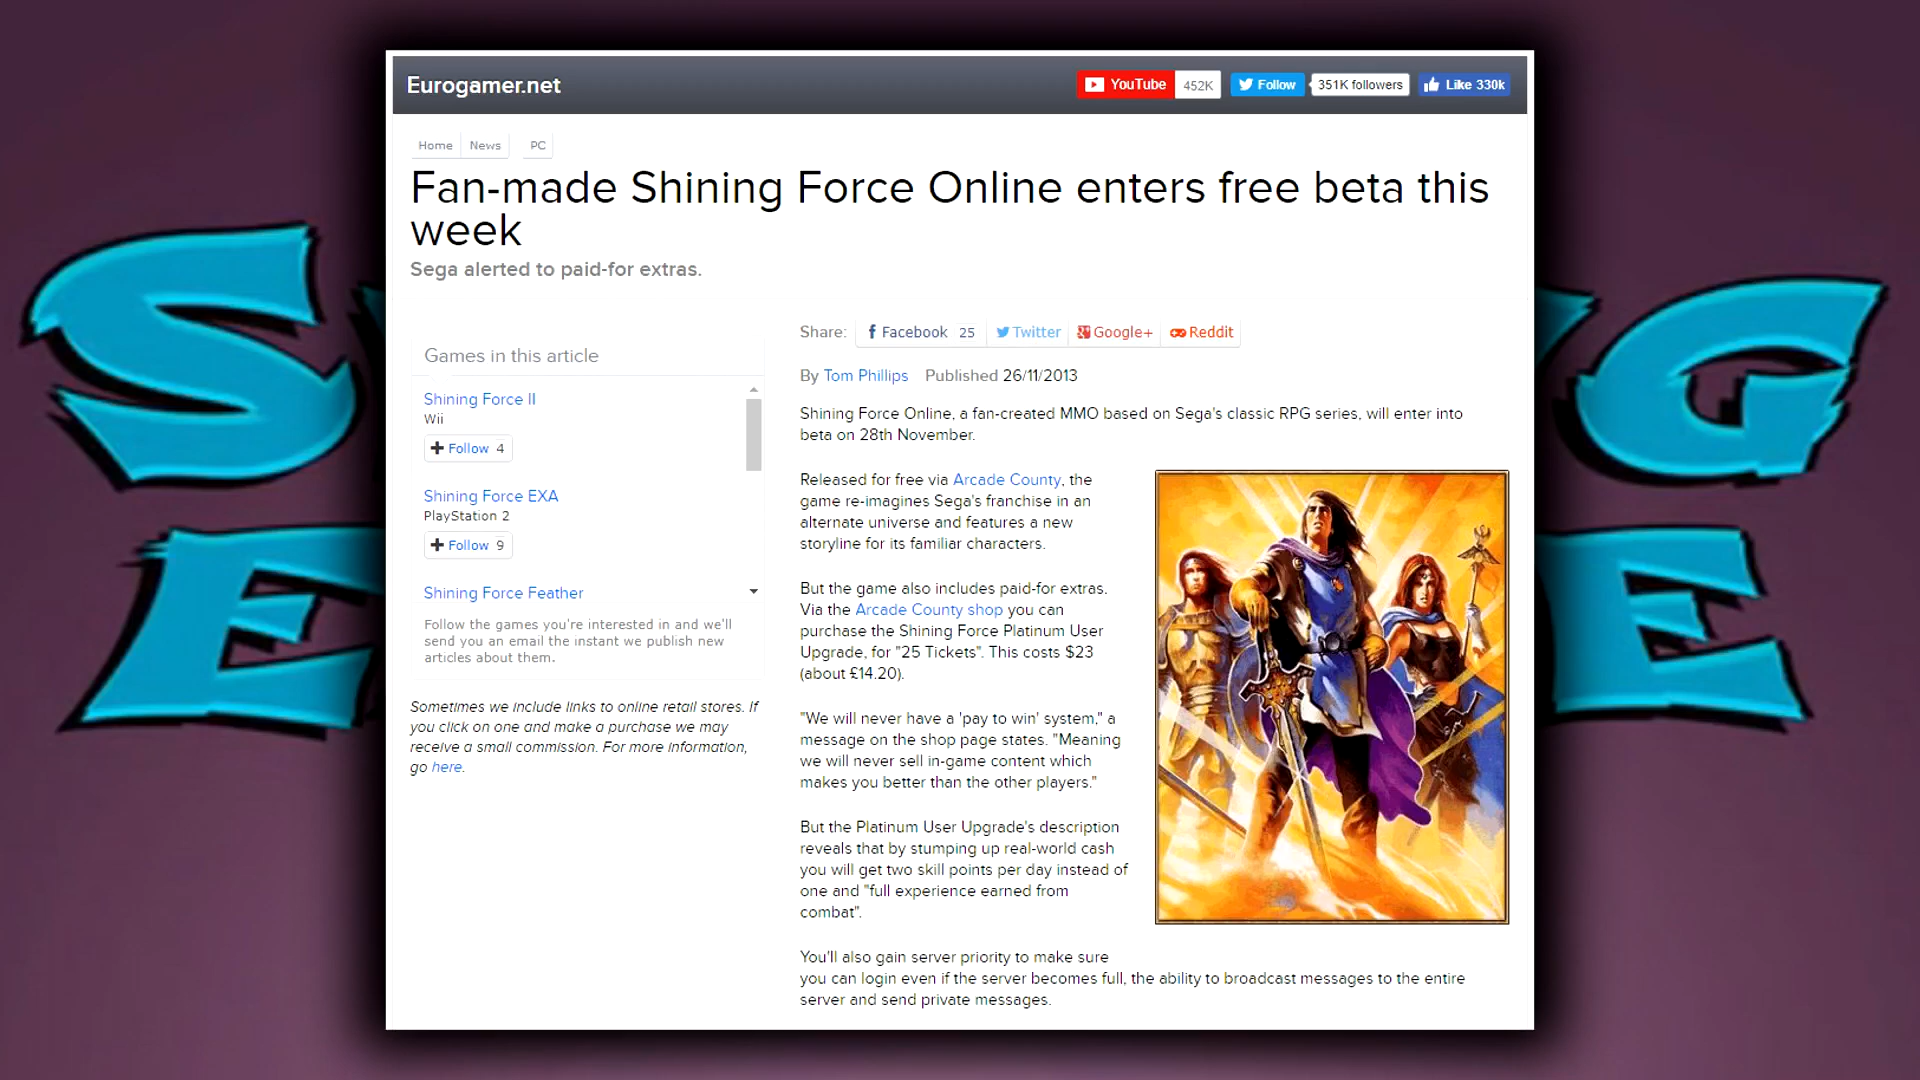 Eurogamer.net
YouTube 452K
Follow 351K followers
Like 330k
Home News PC
Fan-made Shining Force Online enters free beta this
week
Sega alerted to paid-for extras.
Share: Facebook 25 Twitter Google+ Reddit
Games in this article
Shining Force II
Wii
Follow 4
Shining Force EXA
PlayStation 2
Follow 9
Shining Force Feather
Follow the games you're interested in and we'll
send you an email the instant we publish new
articles about them.
Sometimes we include links to online retail stores. If
you click on one and make a purchase we may
receive a small commission. For more information,
go here.
By Tom Phillips Published 26/11/2013
Shining Force Online, a fan-created MMO based on Sega's classic RPG series, will enter into
beta on 28th November.
Released for free via Arcade County, the
game re-imagines Sega's franchise in an
alternate universe and features a new
storyline for its familiar characters.
But the game also includes paid-for extras.
Via the Arcade County shop you can
purchase the Shining Force Platinum User
Upgrade, for "25 Tickets". This costs $23
(about £14.20).
"We will never have a 'pay to win' system," a
message on the shop page states. "Meaning
we will never sell in-game content which
makes you better than the other players."
But the Platinum User Upgrade's description
reveals that by stumping up real-world cash
you will get two skill points per day instead of
one and "full experience earned from
combat".
You'll also gain server priority to make sure
you can login even if the server becomes full, the ability to broadcast messages to the entire
server and send private messages.